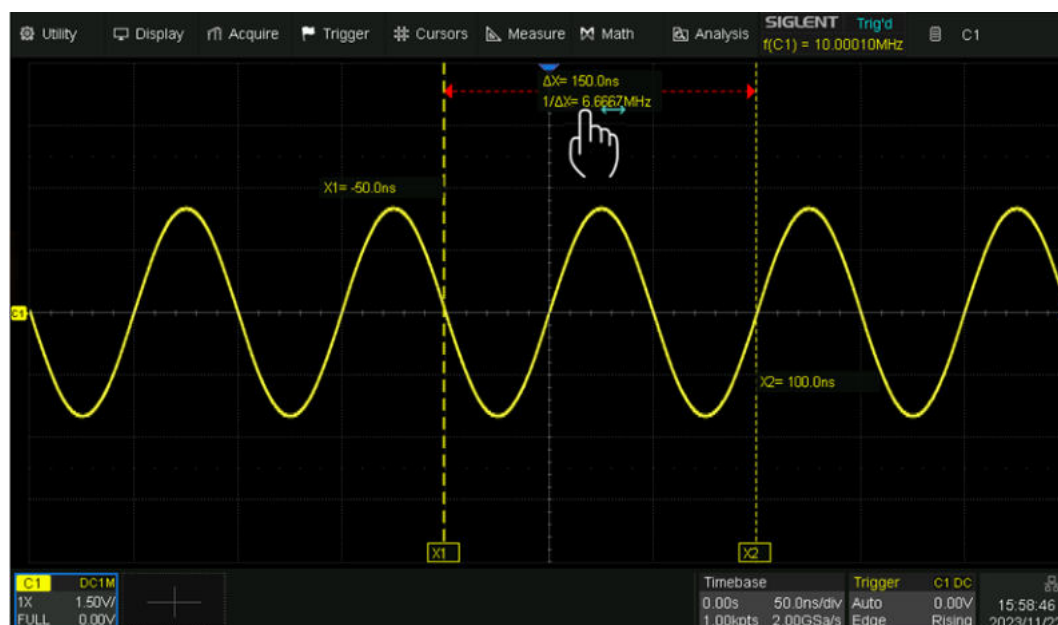 Utility Display Acquire Trigger Cursors Measure Math Analysis SIGLENT Trig'd
f(C1) = 10.00010MHz C1
ΔX= 150.0ns
1/ΔX= 6.6667MHz
X1= -50.0ns
C1
X2= 100.0ns
X1 X2
C1 DC1M Timebase Trigger C1 DC
1X 1.50V/ 0.00s 50.0ns/div Auto 0.00V 15:58:46
FULL 0.00V 1.00kpts 2.00GSa/s Edge Rising